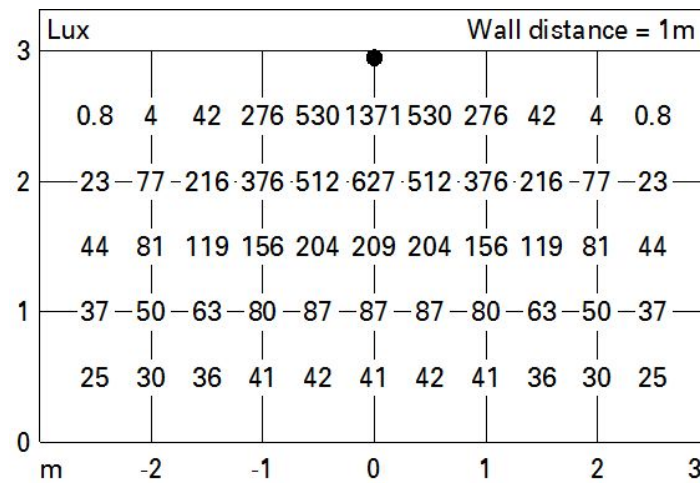 Lux Wall distance = 1m
3
0.8 4 42 276 530 1371 530 276 42 4 0.8
2 23 77 216 376 512 627 512 376 216 77 23
44 81 119 156 204 209 204 156 119 81 44
1 37 50 63 80 87 87 87 80 63 50 37
25 30 36 41 42 41 42 41 36 30 25
0
m -2 -1 0 1 2 3